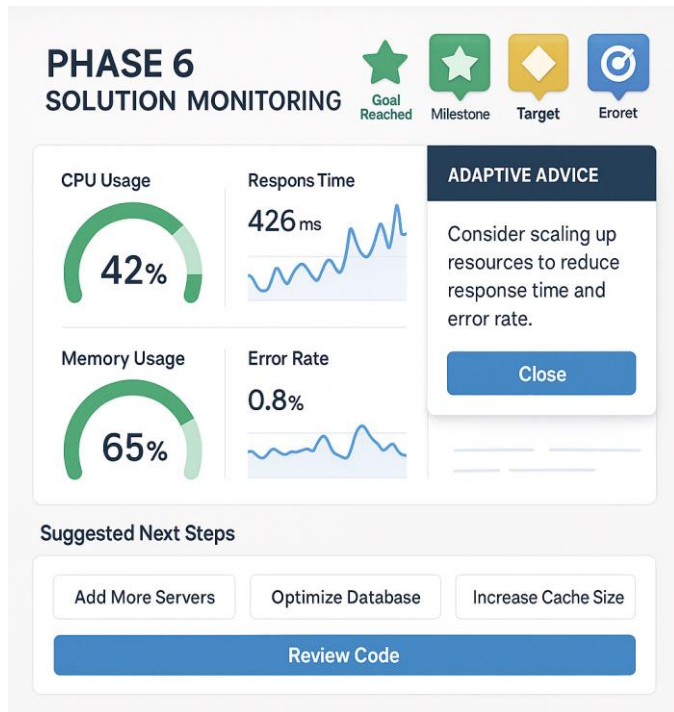 PHASE 6
SOLUTION MONITORING
Goal
Reached
Milestone
Target
Eroret
CPU Usage
42%
Respons Time
426 ms
ADAPTIVE ADVICE
Consider scaling up
resources to reduce
response time and
error rate.
Close
Memory Usage
65%
Error Rate
0.8%
Suggested Next Steps
Add More Servers
Optimize Database
Increase Cache Size
Review Code